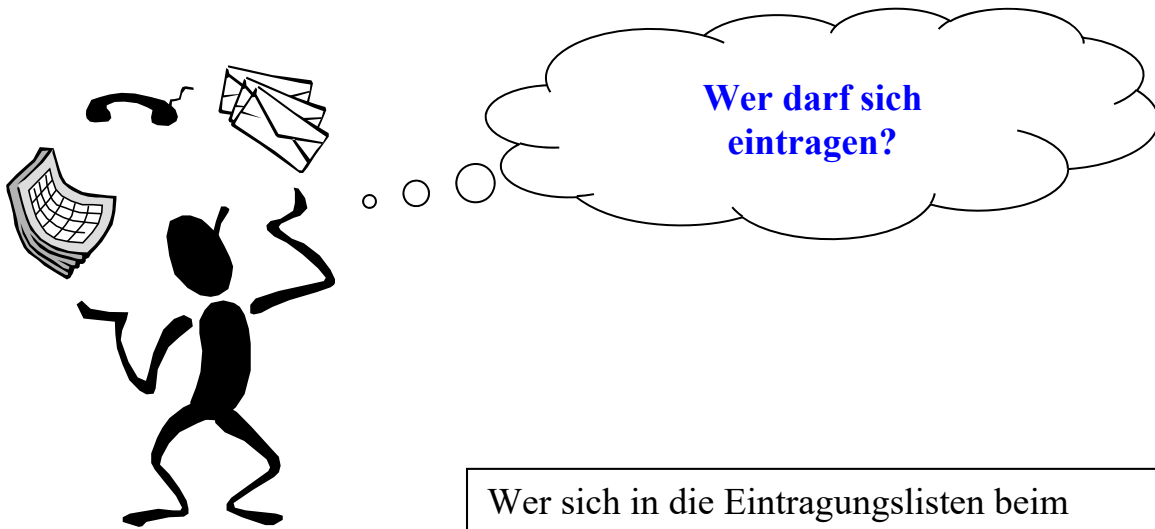 Wer darf sich
eintragen?
Wer sich in die Eintragungslisten beim